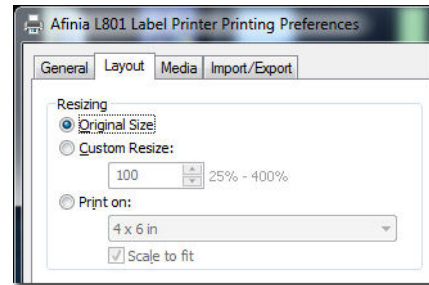 Afinia L801 Label Printer Printing Preferences
General Layout Media Import/Export
Resizing
Original Size
Custom Resize:
100 25% - 400%
Print on:
4 x 6 in
Scale to fit